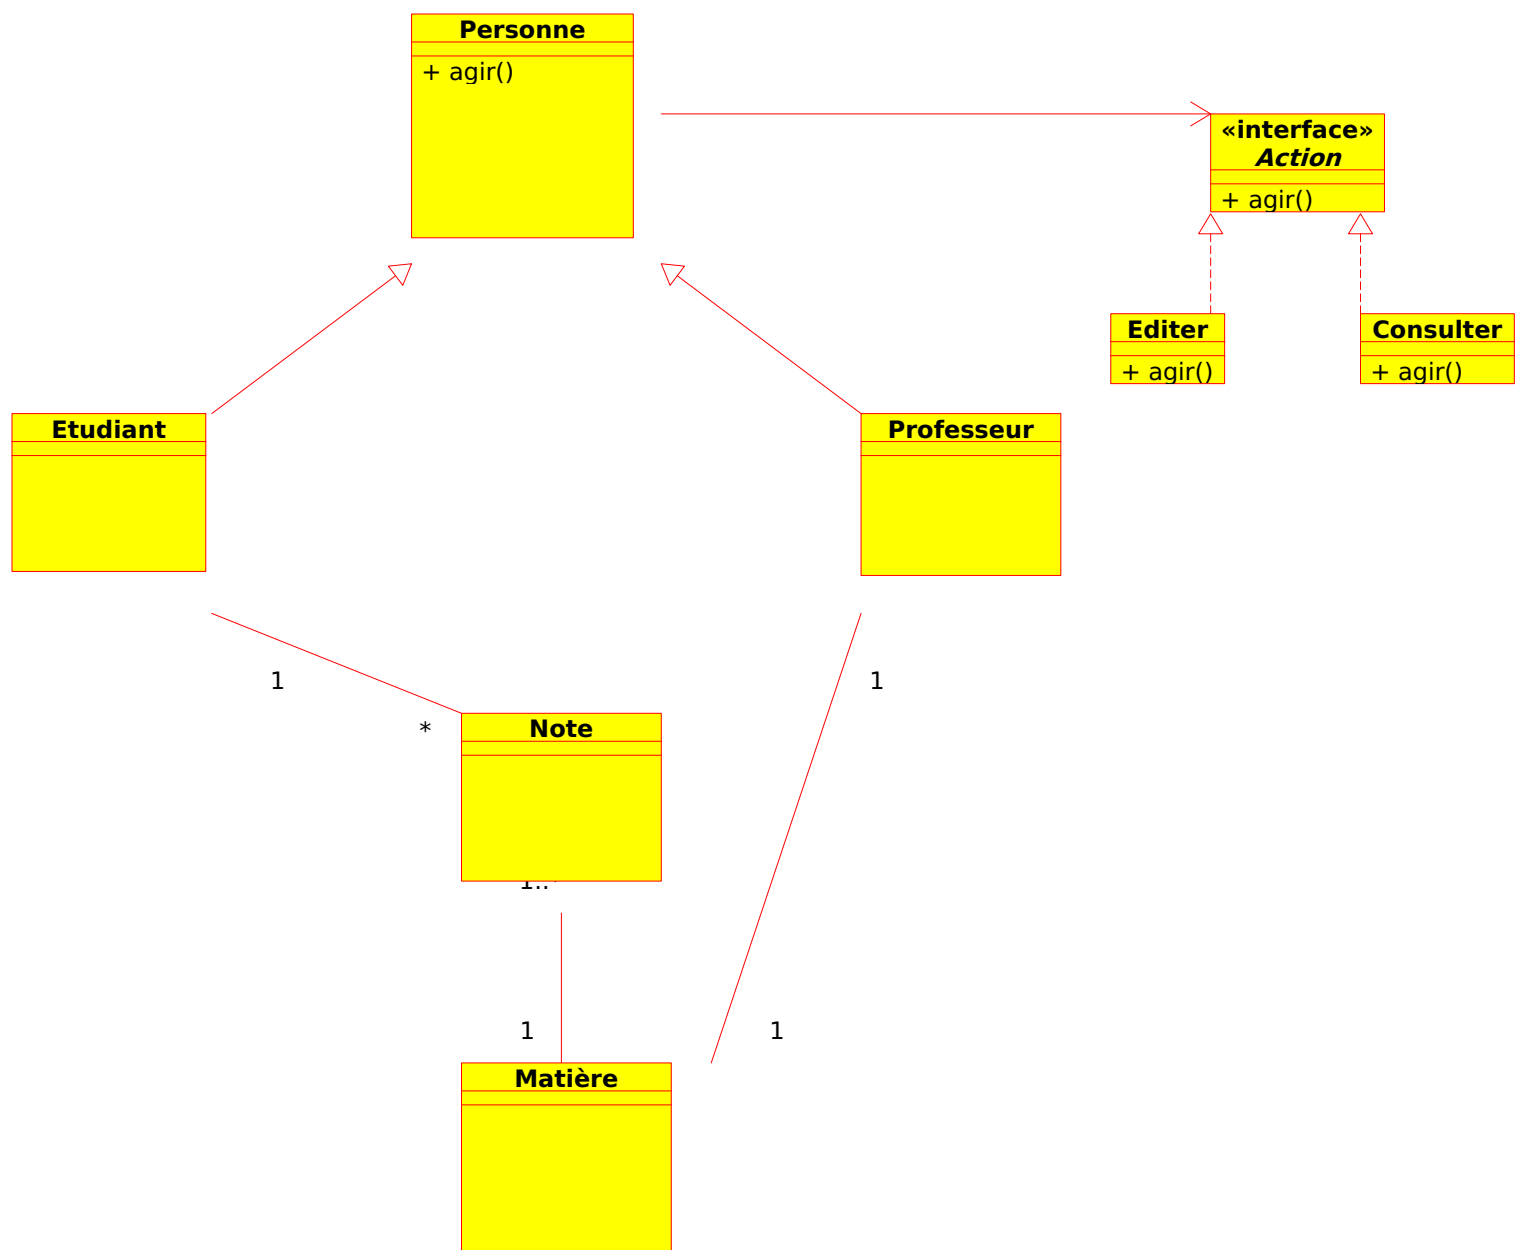 Personne
+ agir()
«interface»
Action
+ agir()
Editer
+ agir()
Consulter
+ agir()
Etudiant
Professeur
1
1
*
Note
1
1
Matière